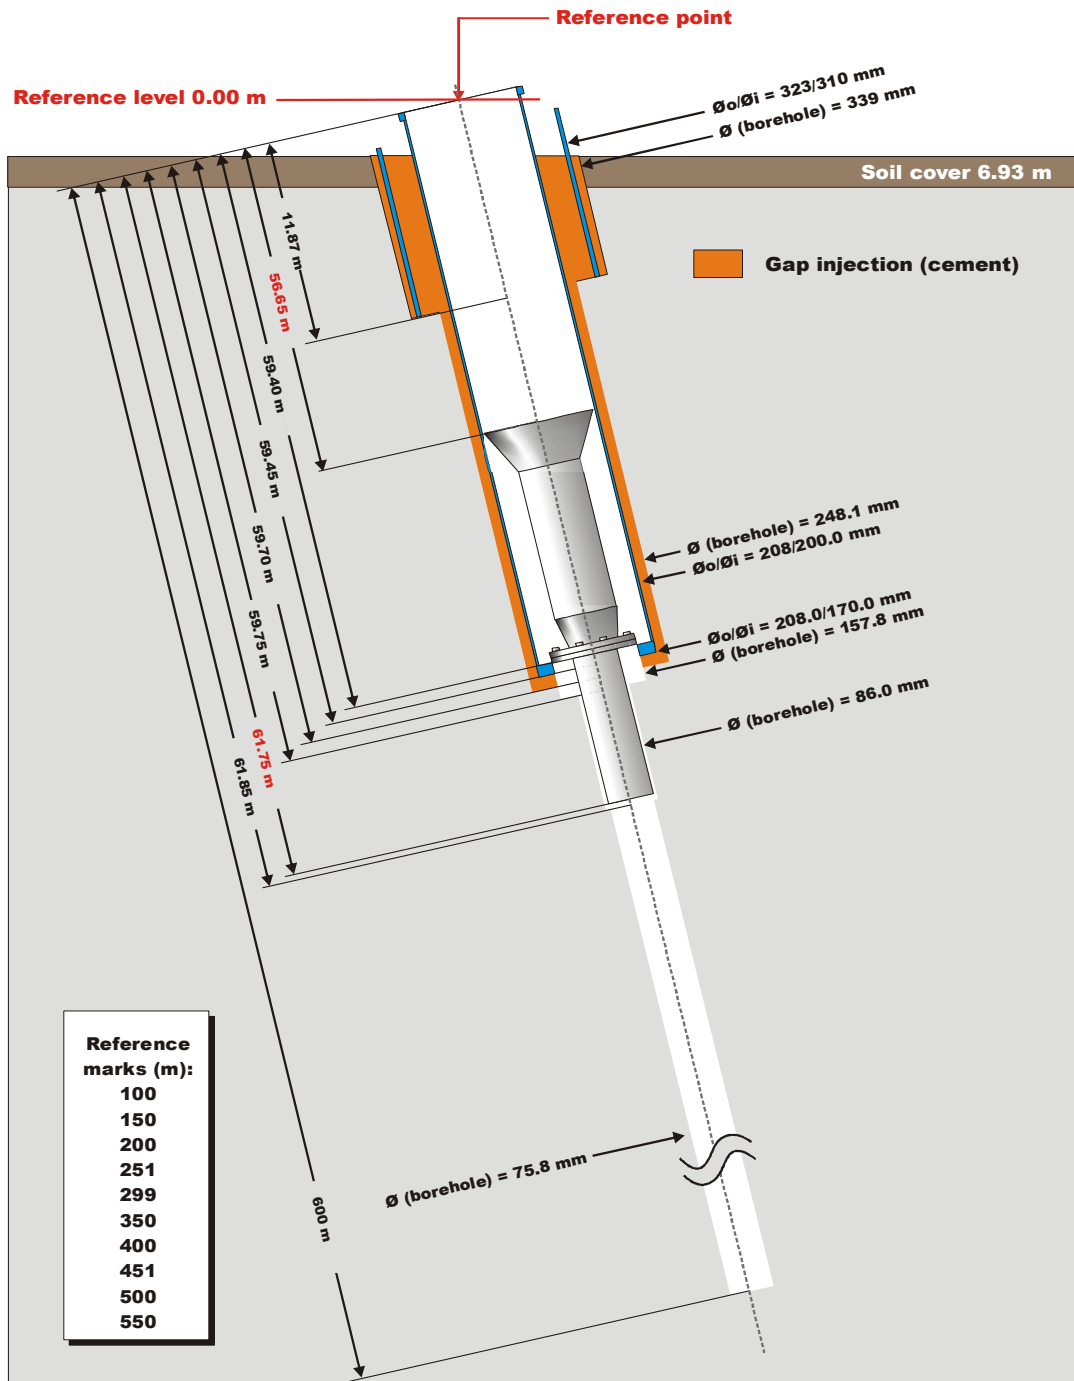 Reference point
Reference level 0.00 m
Øo/Øi = 323/310 mm
Ø (borehole) = 339 mm
Soil cover 6.93 m
Gap injection (cement)
11.87 m
56.65 m
59.40 m
59.45 m
59.70 m
59.75 m
61.75 m
61.85 m
600 m
Ø (borehole) = 248.1 mm
Øo/Øi = 208/200.0 mm
Øo/Øi = 208.0/170.0 mm
Ø (borehole) = 157.8 mm
Ø (borehole) = 86.0 mm
Ø (borehole) = 75.8 mm
Reference
marks (m):
100
150
200
251
299
350
400
451
500
550